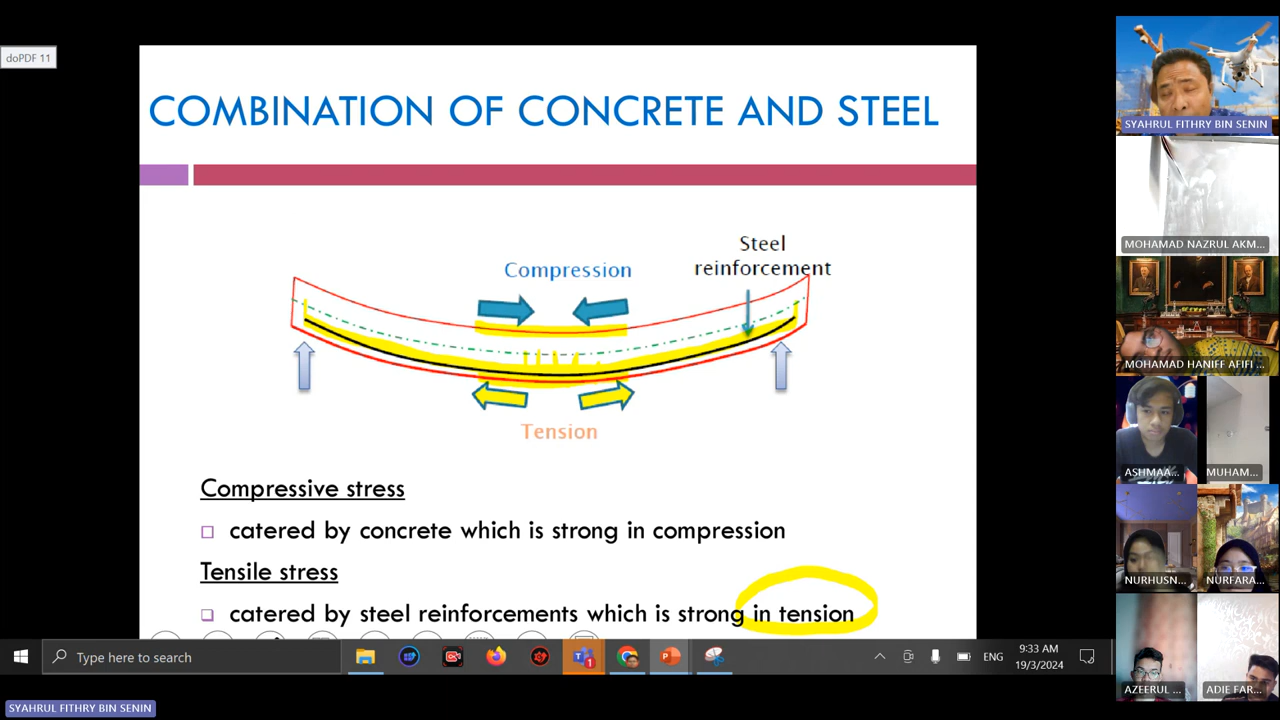 doPDF 11
COMBINATION OF CONCRETE AND STEEL
Steel
reinforcement
Compression
Tension
Compressive stress
catered by concrete which is strong in compression
Tensile stress
catered by steel reinforcements which is strong in tension
Type here to search
1
ENG
9:33 AM
19/3/2024
SYAHRUL FITHRY BIN SENIN
SYAHRUL FITHRY BIN SENIN
MOHAMAD NAZRUL AKM...
MOHAMAD HANIFF AFIFI ...
ASHMAA...
MUHAM...
NURHUSN...
NURFARA...
AZEERUL ...
ADIE FAR...